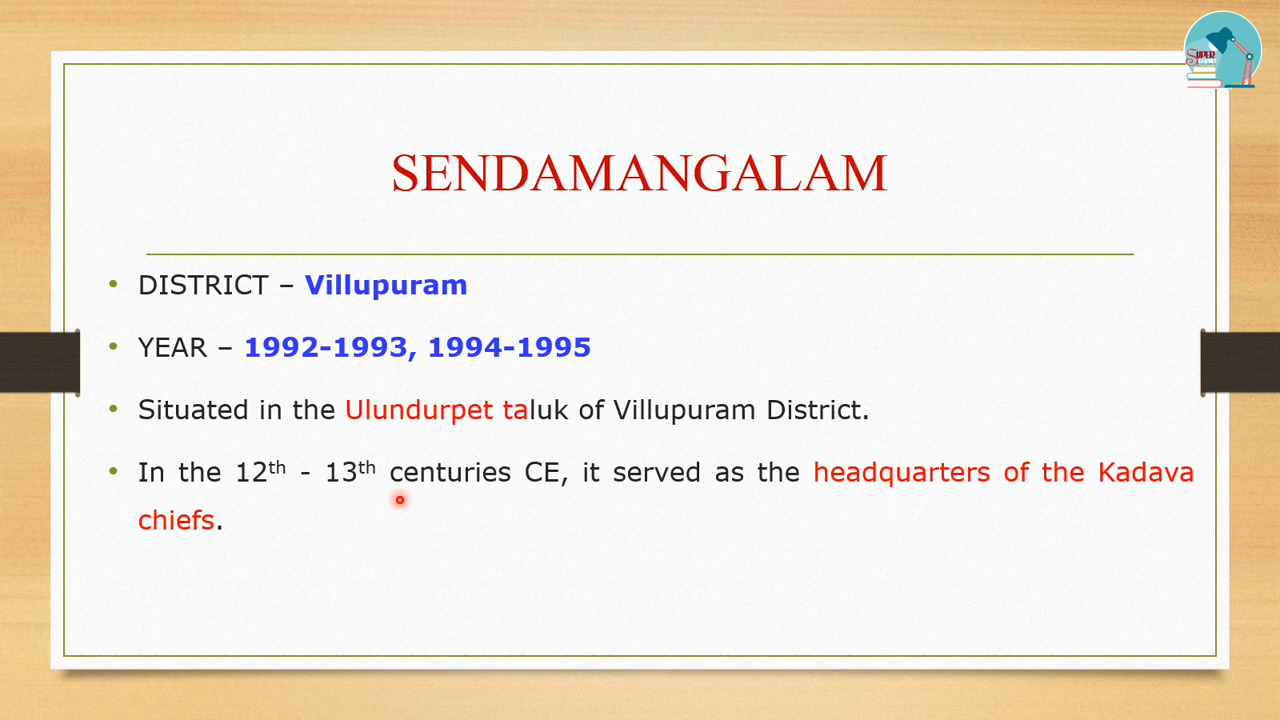 SUPER
SENDAMANGALAM
• DISTRICT – Villupuram
• YEAR – 1992-1993, 1994-1995
• Situated in the Ulundurpet taluk of Villupuram District.
• In the 12th - 13th centuries CE, it served as the headquarters of the Kadava
chiefs.